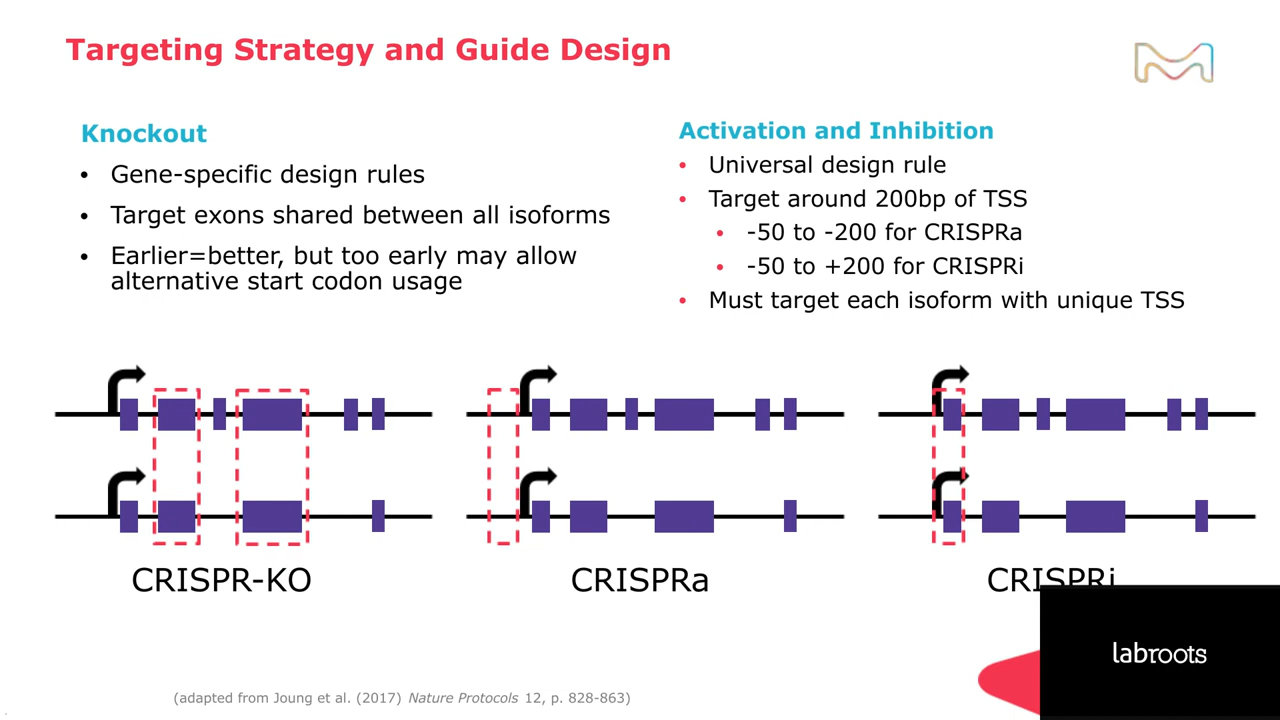 Targeting Strategy and Guide Design
Knockout
• Gene-specific design rules
• Target exons shared between all isoforms
• Earlier=better, but too early may allow
alternative start codon usage
Activation and Inhibition
• Universal design rule
• Target around 200bp of TSS
• -50 to -200 for CRISPRa
• -50 to +200 for CRISPRi
• Must target each isoform with unique TSS
CRISPR-KO
CRISPRa
CRISPRi
labroots
(adapted from Joung et al. (2017) Nature Protocols 12, p. 828-863)